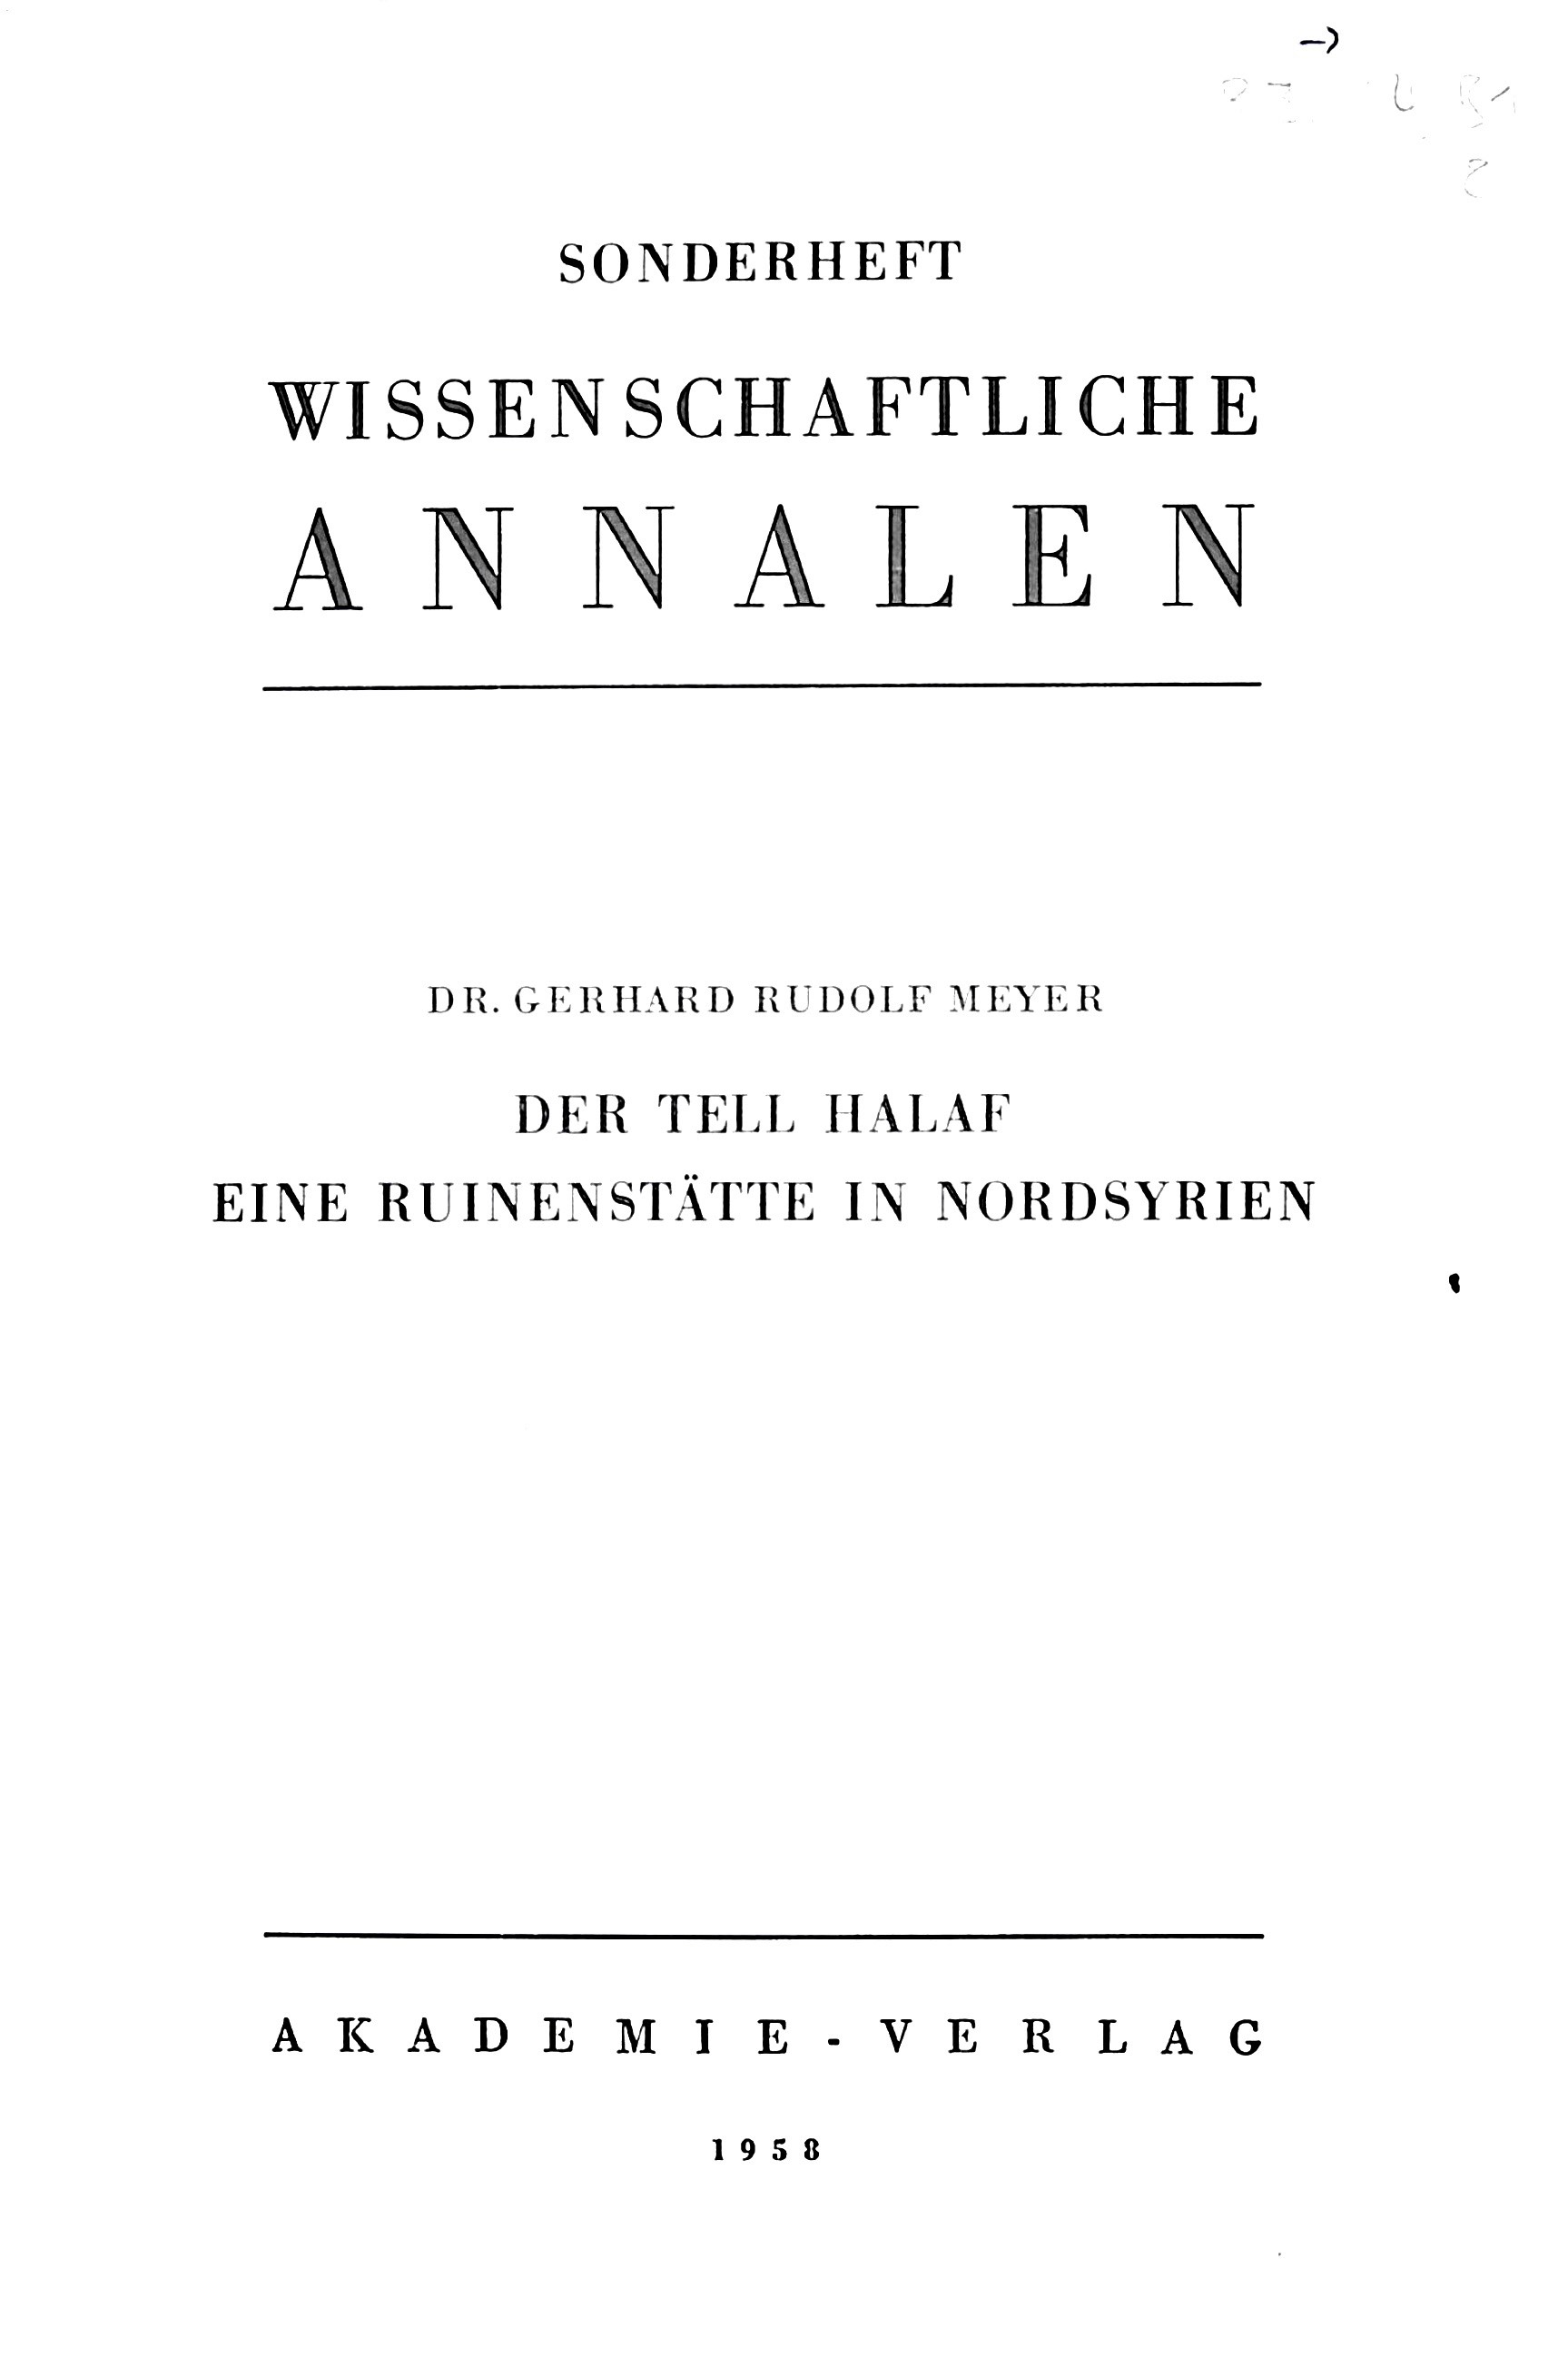 SONDERHEFT
WISSENSCHAFTLICHE
ANNALEN
DR. GERHARD RUDOLF MEYER
DER TELL HALAF
EINE RUINENSTÄTTE IN NORDSYRIEN
AKADEMIE-VERLAG
1958